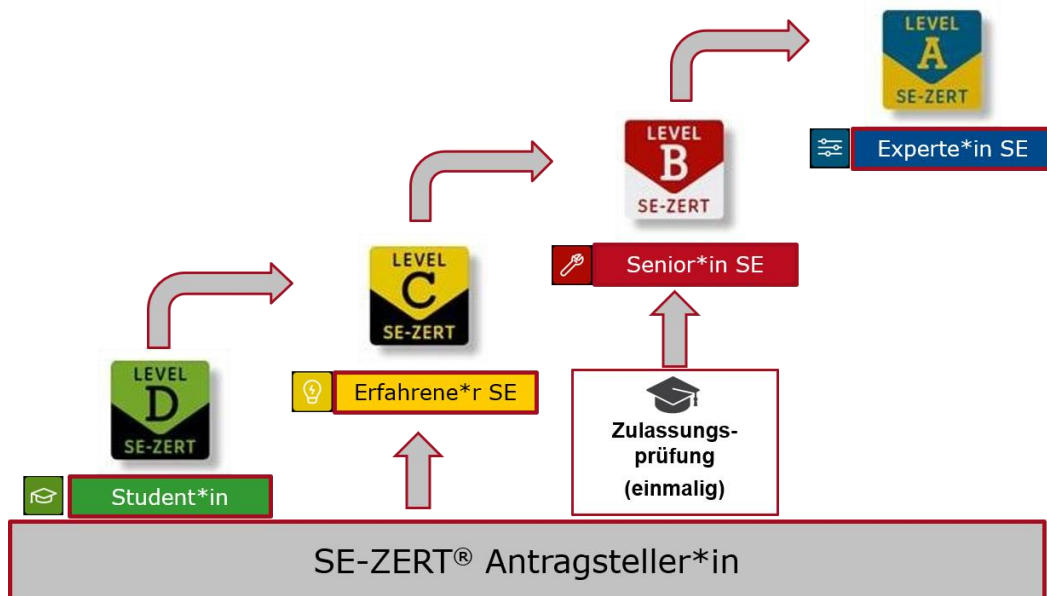 LEVEL
A
SE-ZERT
Experte*in SE
LEVEL
B
SE-ZERT
Senior*in SE
LEVEL
C
SE-ZERT
Erfahrene*r SE
LEVEL
D
SE-ZERT
Student*in
Zulassungs-
prüfung
(einmalig)
SE-ZERT® Antragsteller*in